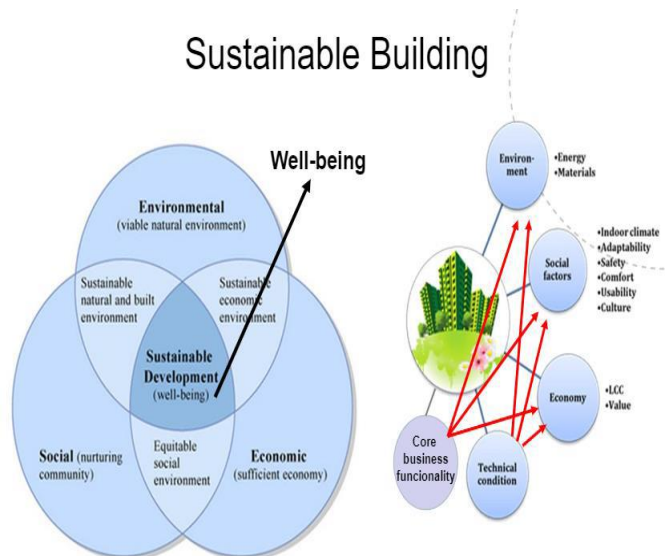 Sustainable Building
Well-being
Environmental
(viable natural environment)
Sustainable
natural and built
environment
Sustainable
economic
environment
Sustainable
Development
(well-being)
Social (nurturing
community)
Equitable
social
environment
Economic
(sufficient economy)
Environ-
ment
•Energy
•Materials
Social
factors
•Indoor climate
•Adaptability
•Safety
•Comfort
•Usability
•Culture
Economy
•LCC
•Value
Core
business
funcionality
Technical
condition